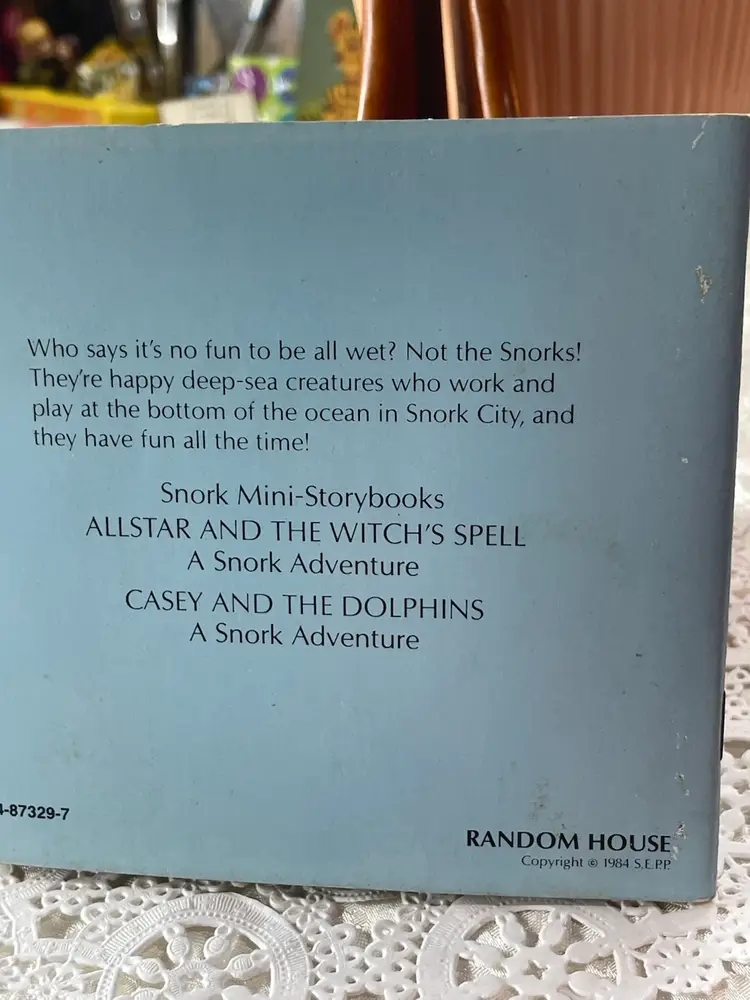 Who says it's no fun to be all wet? Not the Snorks!
They're happy deep-sea creatures who work and
play at the bottom of the ocean in Snork City, and
they have fun all the time!
Snork Mini-Storybooks
ALLSTAR AND THE WITCH'S SPELL
A Snork Adventure
CASEY AND THE DOLPHINS
A Snork Adventure
-87329-7
RANDOM HOUSE
Copyright © 1984 S.E.P.P.